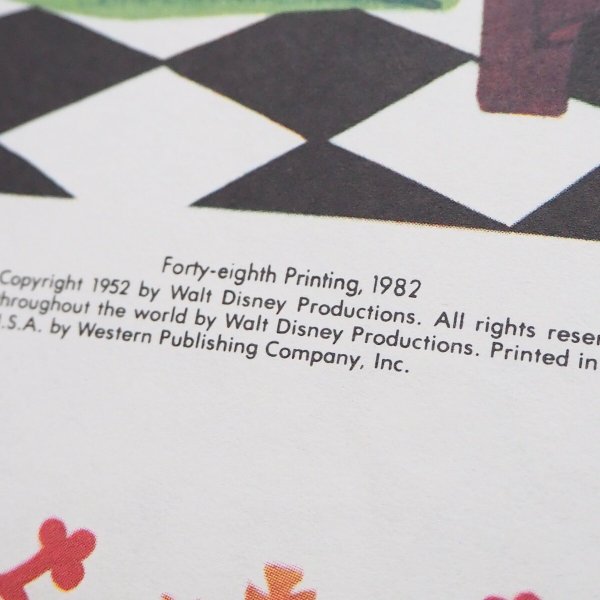 Forty-eighth Printing, 1982
Copyright 1952 by Walt Disney Productions. All rights reser
hroughout the world by Walt Disney Productions. Printed in
.S.A. by Western Publishing Company, Inc.